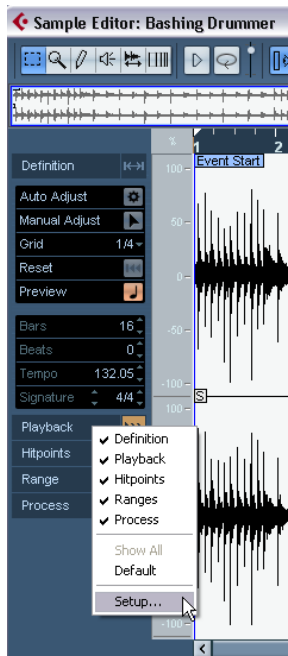 Sample Editor: Bashing Drummer
%
1
2
Definition
100
Event Start
Auto Adjust
Manual Adjust
Grid 1/4
50
Reset
0
Preview
Bars 16
-50
Beats 0
Tempo 132.05
-100
Signature 4/4
S
100
Playback
Hitpoints
Range
Process
✓ Definition
✓ Playback
✓ Hitpoints
✓ Ranges
✓ Process
Show All
Default
Setup...
-100